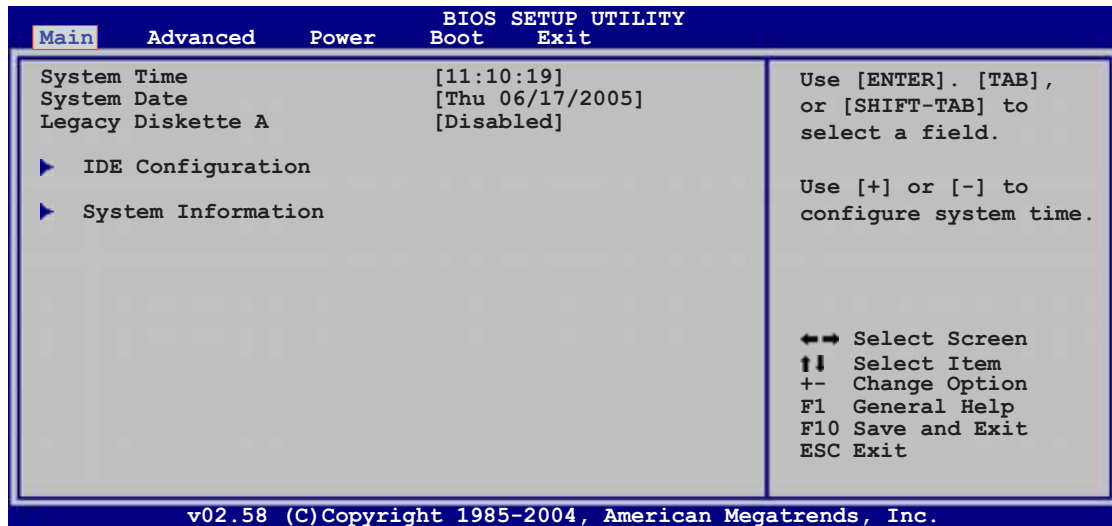 BIOS SETUP UTILITY
Main Advanced Power Boot Exit
System Time [11:10:19]
System Date [Thu 06/17/2005]
Legacy Diskette A [Disabled]
IDE Configuration
System Information
Use [ENTER]. [TAB],
or [SHIFT-TAB] to
select a field.
Use [+] or [-] to
configure system time.
Select Screen
Select Item
+- Change Option
F1 General Help
F10 Save and Exit
ESC Exit
v02.58 (C)Copyright 1985-2004, American Megatrends, Inc.